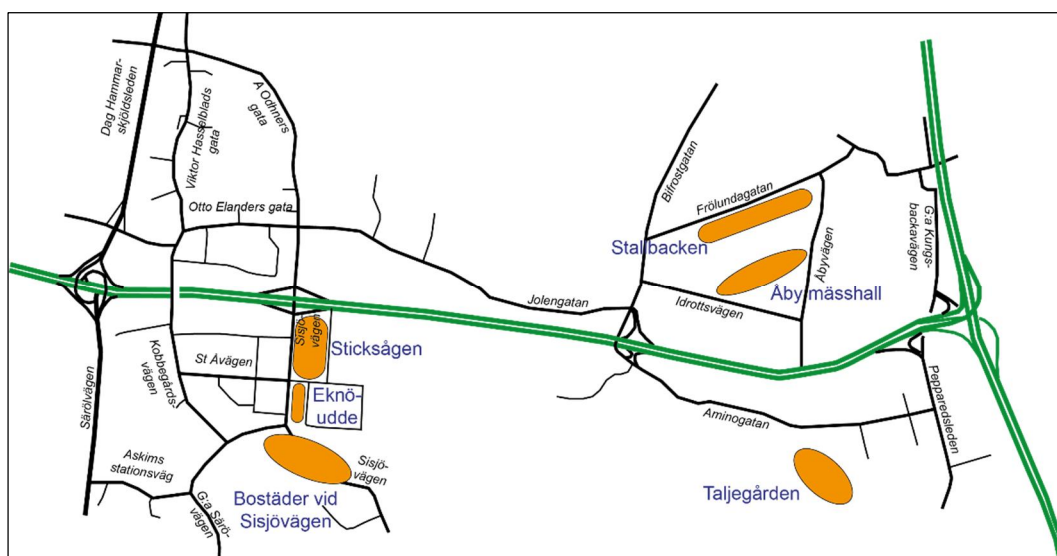 Dag Hammar-
skjöldsleden
Viktor Hasselblads
gata
A Odhners
gata
Otto Elanders gata
Bifrostgatan
Frölundagatan
Stallbacken
Åbyvägen
G:a Kungs-
backavägen
Åby mässhall
Idrottsvägen
Jolengatan
Sisjö-
vägen
Sticksågen
St Åvägen
Kobbegårds-
vägen
Eknö-
udde
Särölvägen
Pepparedsleden
Aminogatan
Askims
stationsväg
G:a Särö-
vägen
Sisjö-
vägen
Bostäder vid
Sisjövägen
Taljegården